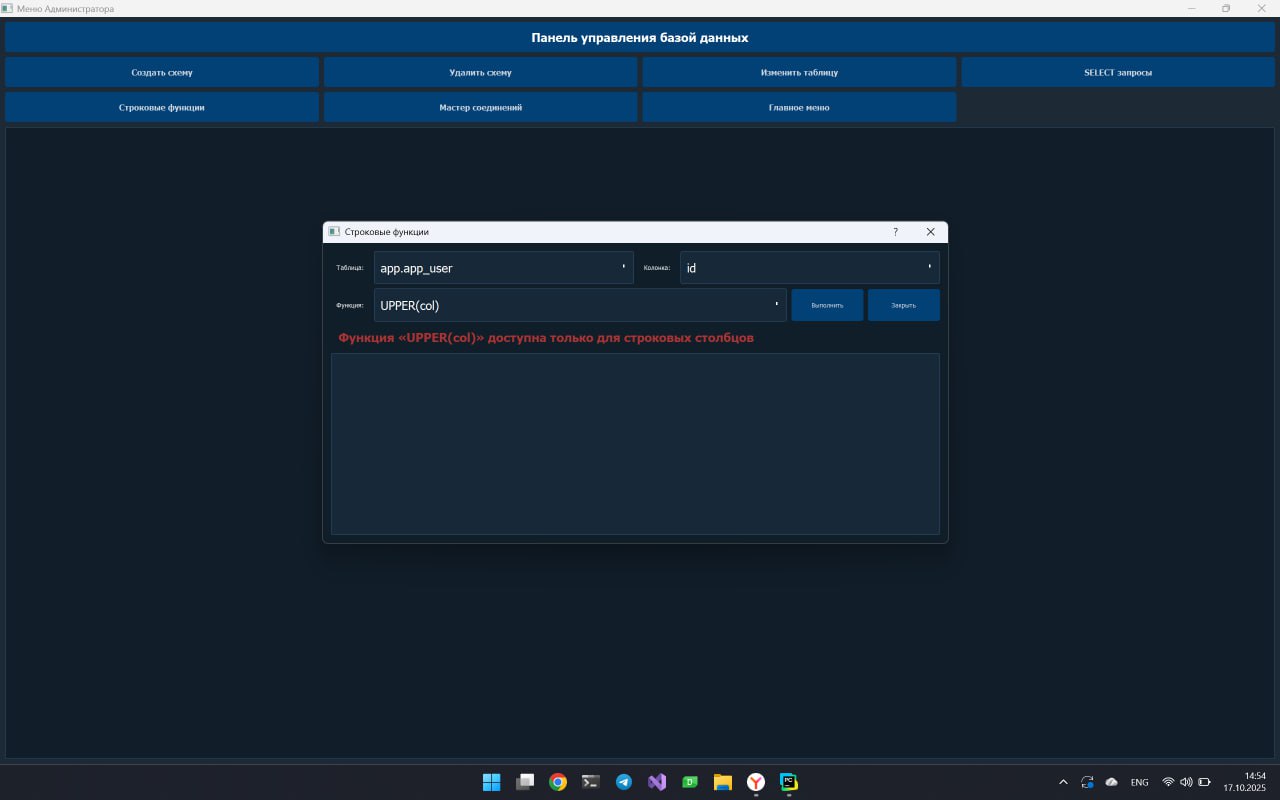 Меню Администратора
Панель управления базой данных
Создать схему Удалить схему Изменить таблицу SELECT запросы
Строковые функции Мастер соединений Главное меню
Строковые функции ?
Таблица: app.app_user Колонка: id
Функция: UPPER(col) Выполнить Закрыть
Функция «UPPER(col)» доступна только для строковых столбцов
PC
ENG
14:54
17.10.2025